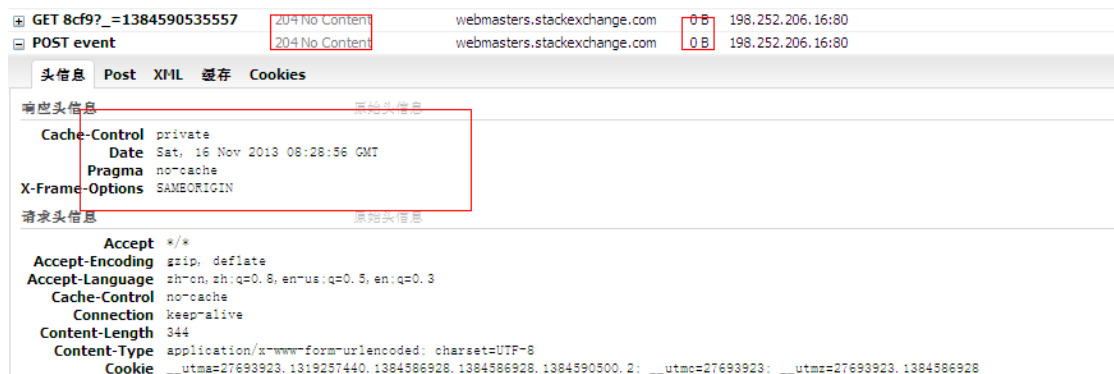 GET 8cf9?_=1384590535557 204 No Content webmasters.stackexchange.com 0 B 198.252.206.16:80
POST event 204 No Content webmasters.stackexchange.com 0 B 198.252.206.16:80
头信息 Post XML 缓存 Cookies
响应头信息 原始头信息
Cache-Control private
Date Sat, 16 Nov 2013 08:28:56 GMT
Pragma no-cache
X-Frame-Options SAMEORIGIN
请求头信息 原始头信息
Accept */*
Accept-Encoding gzip, deflate
Accept-Language zh-cn,zh;q=0.8,en-us;q=0.5,en;q=0.3
Cache-Control no-cache
Connection keep-alive
Content-Length 344
Content-Type application/x-www-form-urlencoded; charset=UTF-8
Cookie __utma=27693923.1319257440.1384586928.1384586928.1384590500.2; __utmc=27693923; __utmz=27693923.1384586928